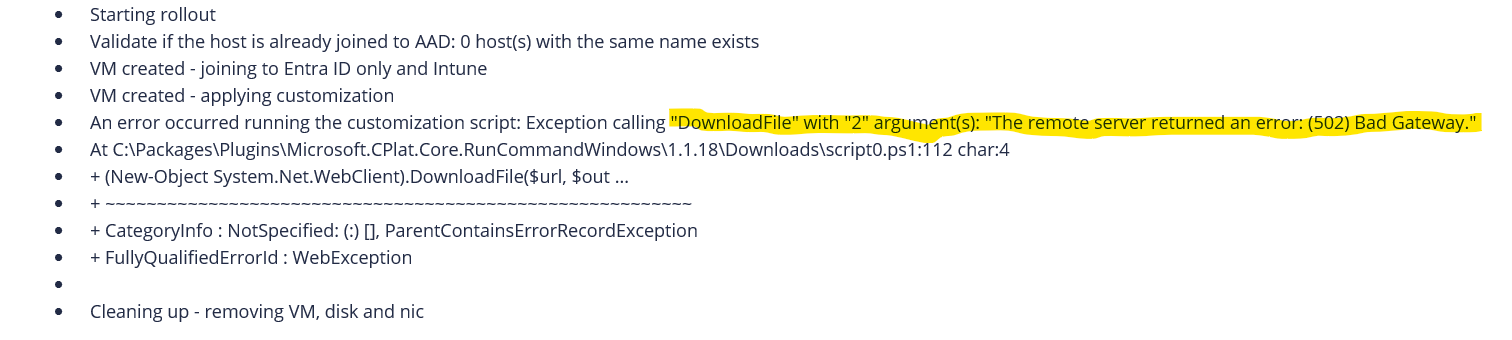 Starting rollout
Validate if the host is already joined to AAD: 0 host(s) with the same name exists
VM created - joining to Entra ID only and Intune
VM created - applying customization
An error occurred running the customization script: Exception calling "DownloadFile" with "2" argument(s): "The remote server returned an error: (502) Bad Gateway."
At C:\Packages\Plugins\Microsoft.CPlat.Core.RunCommandWindows\1.1.18\Downloads\script0.ps1:112 char:4
+ (New-Object System.Net.WebClient).DownloadFile($url, $out ...
+ ~~~~~~~~~~~~~~~~~~~~~~~~~~~~~~~~~~~~~~~~~~~~~~~~~~~~~~~~~
+ CategoryInfo : NotSpecified: (:) [], ParentContainsErrorRecordException
+ FullyQualifiedErrorId : WebException
Cleaning up - removing VM, disk and nic